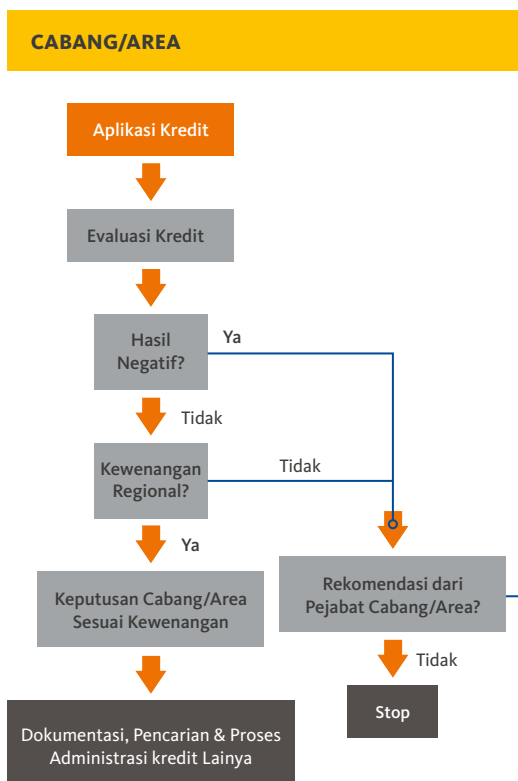 CABANG/AREA
Aplikasi Kredit
Evaluasi Kredit
Hasil
Negatif?
Ya
Tidak
Kewenangan
Regional?
Tidak
Ya
Keputusan Cabang/Area
Sesuai Kewenangan
Rekomendasi dari
Pejabat Cabang/Area?
Tidak
Stop
Dokumentasi, Pencarian & Proses
Administrasi kredit Lainya